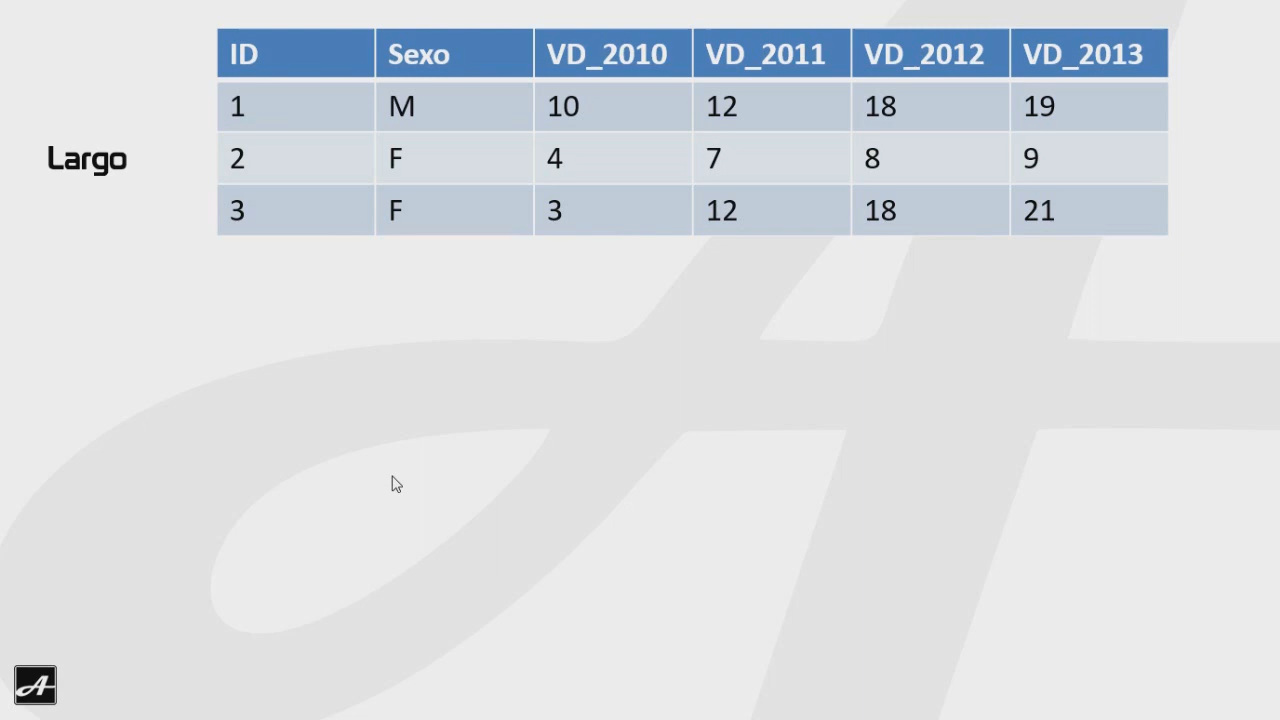 ID Sexo VD_2010 VD_2011 VD_2012 VD_2013
1 M 10 12 18 19
Largo
2 F 4 7 8 9
3 F 3 12 18 21
A